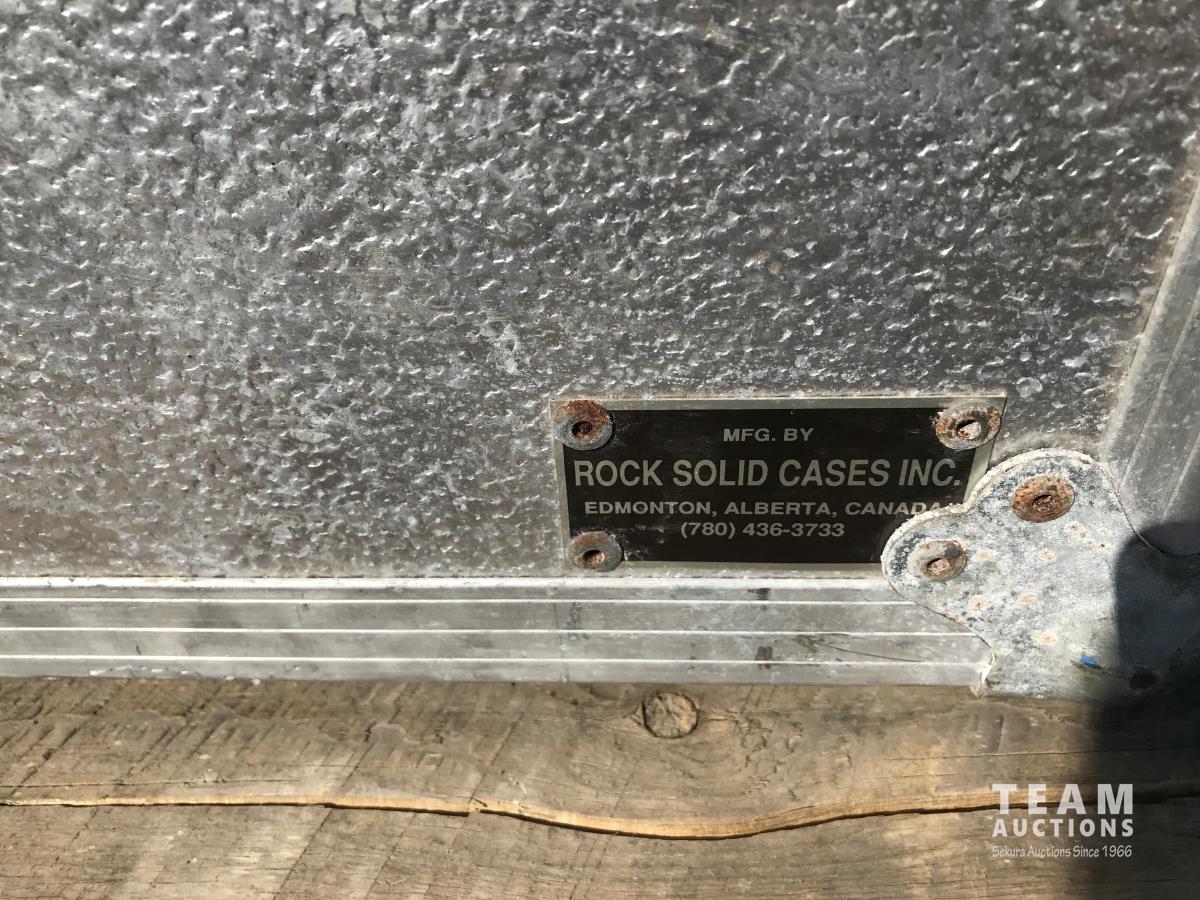 MFG. BY
ROCK SOLID CASES INC.
EDMONTON, ALBERTA, CANADA
(780) 436-3733
TEAM
AUCTIONS
Sekura Auctions Since 1966